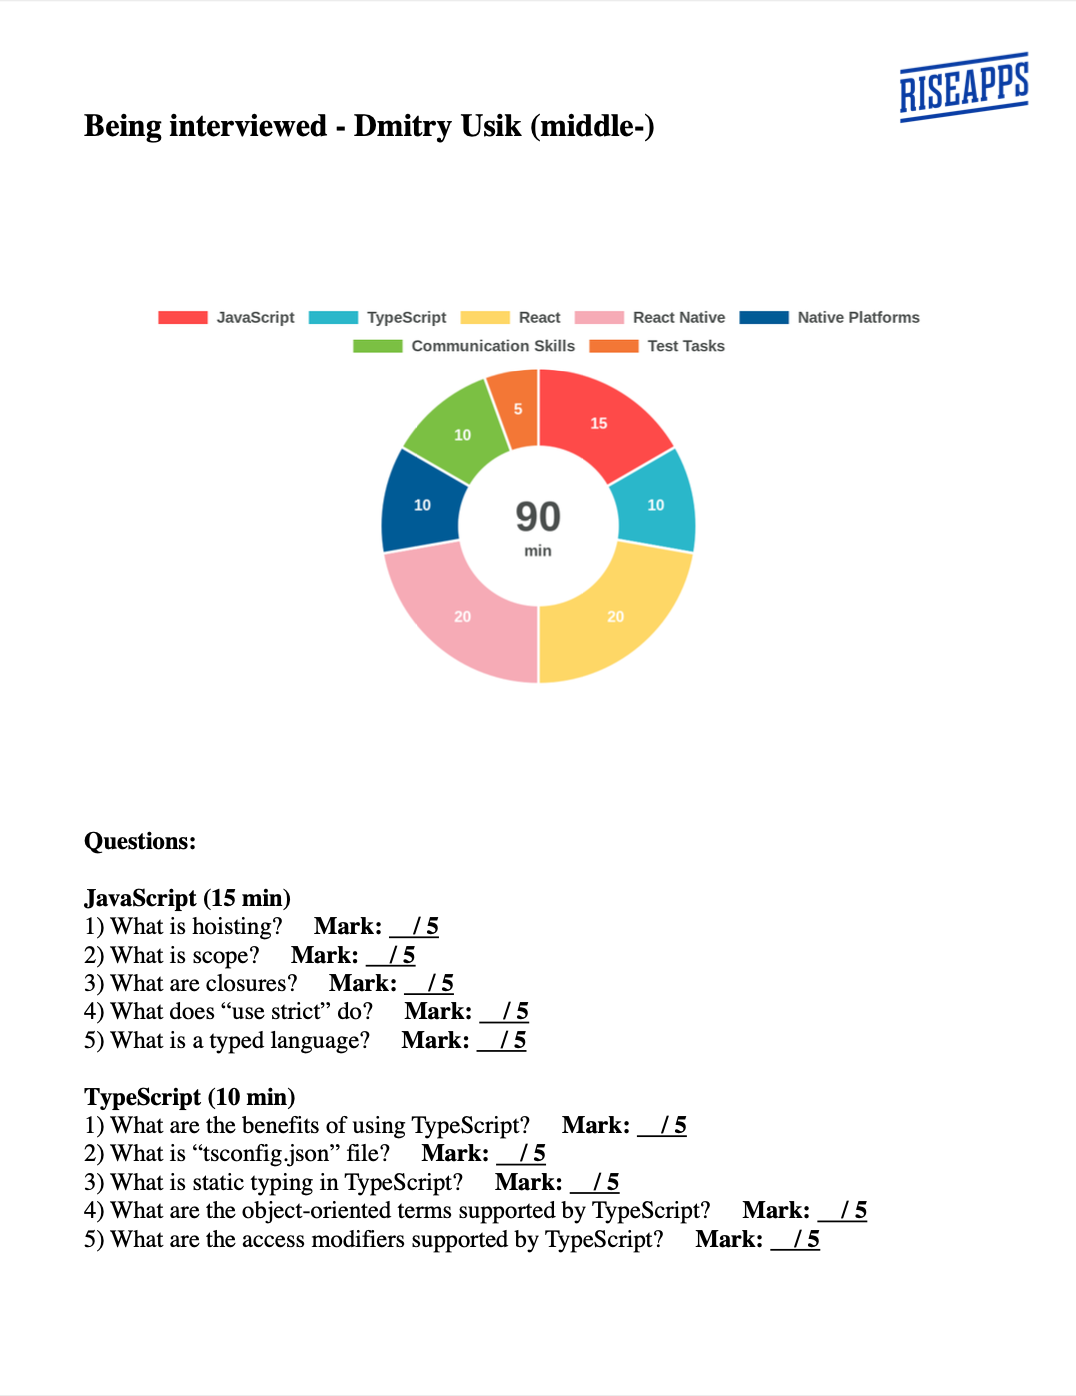 RISEAPPS
Being interviewed - Dmitry Usik (middle-)
JavaScript TypeScript React React Native Native Platforms
Communication Skills Test Tasks
5
15
10
10
10
90
min
20
20
Questions:
JavaScript (15 min)
1) What is hoisting? Mark: __/ 5
2) What is scope? Mark: __/ 5
3) What are closures? Mark: __/ 5
4) What does “use strict” do? Mark: __/ 5
5) What is a typed language? Mark: __/ 5
TypeScript (10 min)
1) What are the benefits of using TypeScript? Mark: __/ 5
2) What is “tsconfig.json” file? Mark: __/ 5
3) What is static typing in TypeScript? Mark: __/ 5
4) What are the object-oriented terms supported by TypeScript? Mark: __/ 5
5) What are the access modifiers supported by TypeScript? Mark: __/ 5